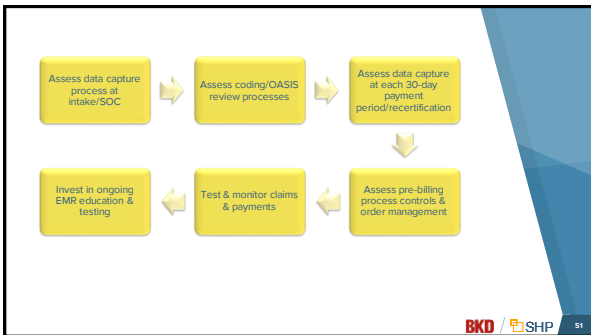 Assess data capture
process at
intake/SOC
Assess coding/OASIS
review processes
Assess data capture
at each 30-day
payment
period/recertification
Assess pre-billing
process controls &
order management
Test & monitor claims
& payments
Invest in ongoing
EMR education &
testing
BKD / SHP 51